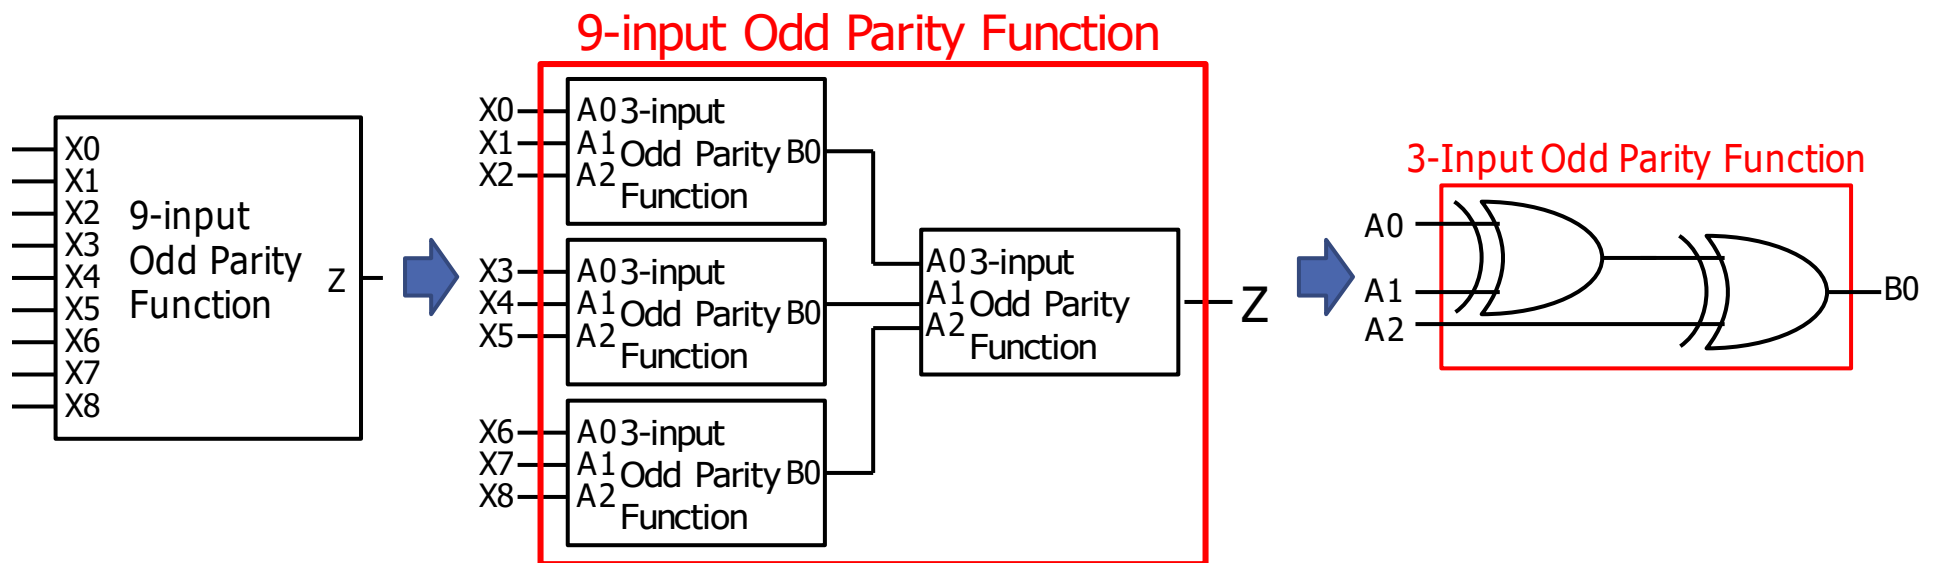 9-input Odd Parity Function
X0
X1
X2
X3
X4
X5
X6
X7
X8
9-input
Odd Parity
Function
Z
X0
X1
X2
A0 3-input
A1 Odd Parity B0
A2 Function
X3
X4
X5
A0 3-input
A1 Odd Parity B0
A2 Function
X6
X7
X8
A0 3-input
A1 Odd Parity B0
A2 Function
A0 3-input
A1 Odd Parity
A2 Function
Z
3-Input Odd Parity Function
A0
A1
A2
B0